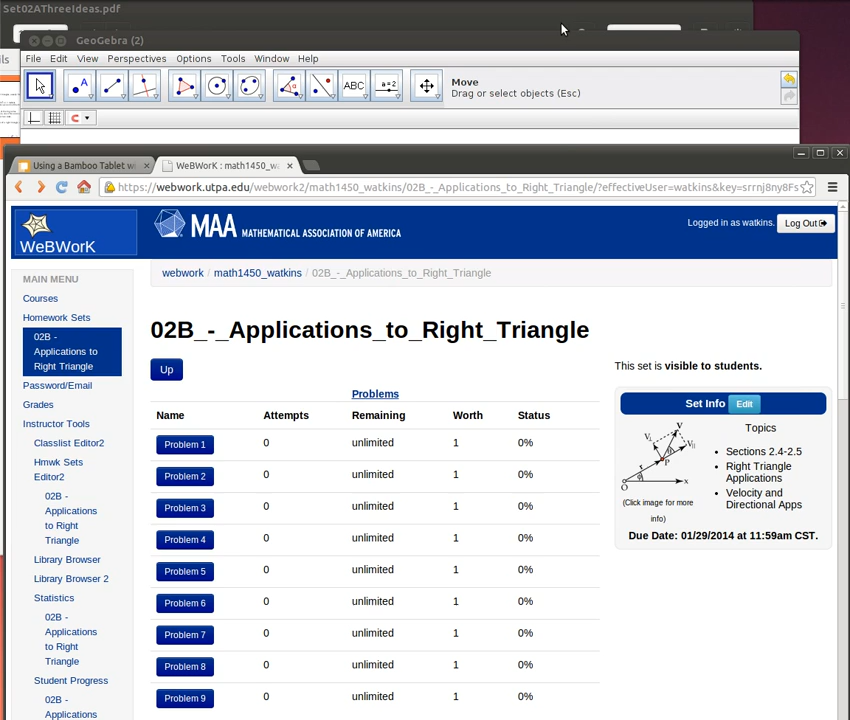 Set02AThreeIdeas.pdf
GeoGebra (2)
File Edit View Perspectives Options Tools Window Help
ABC a=2
Move
Drag or select objects (Esc)
Using a Bamboo Tablet wi
WeBWorK : math1450_wa
https://webwork.utpa.edu/webwork2/math1450_watkins/02B_-_Applications_to_Right_Triangle/?effectiveUser=watkins&key=srrnj8ny8Fs
WeBWorK
MAA MATHEMATICAL ASSOCIATION OF AMERICA
Logged in as watkins. Log Out
MAIN MENU
Courses
Homework Sets
02B -
Applications to
Right Triangle
Password/Email
Grades
Instructor Tools
Classlist Editor2
Hmwk Sets
Editor2
02B -
Applications
to Right
Triangle
Library Browser
Library Browser 2
Statistics
02B -
Applications
to Right
Triangle
Student Progress
02B -
Applications
webwork / math1450_watkins / 02B_-_Applications_to_Right_Triangle
02B_-_Applications_to_Right_Triangle
Up
Problems
Name Attempts Remaining Worth Status
Problem 1 0 unlimited 1 0%
Problem 2 0 unlimited 1 0%
Problem 3 0 unlimited 1 0%
Problem 4 0 unlimited 1 0%
Problem 5 0 unlimited 1 0%
Problem 6 0 unlimited 1 0%
Problem 7 0 unlimited 1 0%
Problem 8 0 unlimited 1 0%
Problem 9 0 unlimited 1 0%
This set is visible to students.
Set Info Edit
(Click image for more
info)
Topics
Sections 2.4-2.5
Right Triangle
Applications
Velocity and
Directional Apps
Due Date: 01/29/2014 at 11:59am CST.